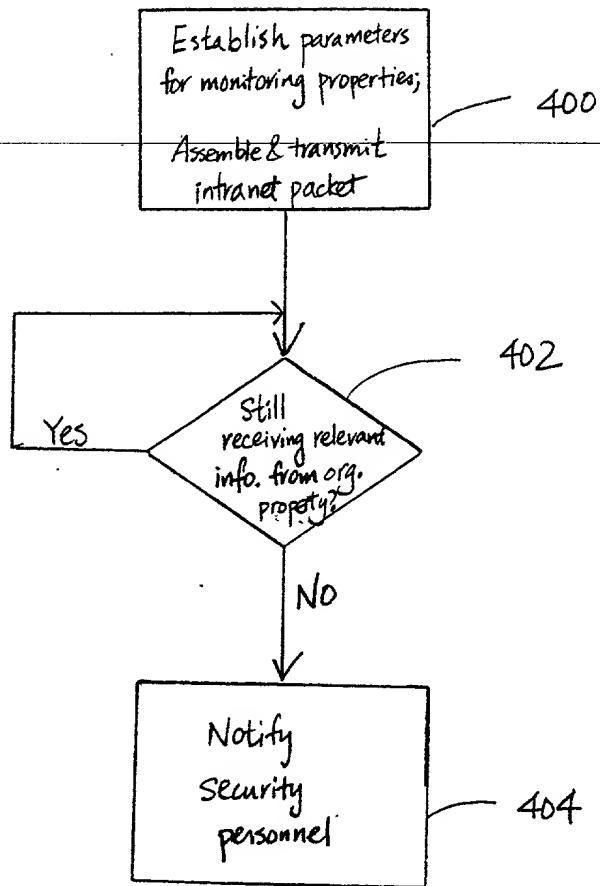 Establish parameters
for monitoring properties;
Assemble & transmit
intranet packet
400
402
Still
receiving relevant
info. from org.
property?
Yes
NO
Notify
security
personnel
404